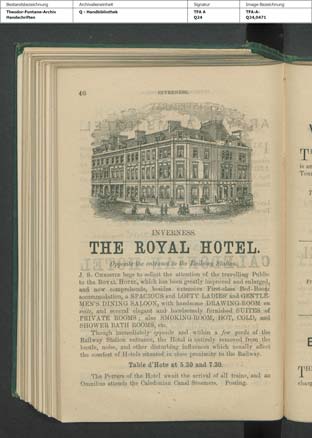 Bestandsbezeichnung
Theodor-Fontane-Archiv
Handschriften
Archivalieneinheit
Q - Handbibliothek
Signatur
TFA A
Q24
Image-Bezeichnung
TFA-A-
Q24,0471
46
INVERNESS.
INVERNESS.
THE ROYAL HOTEL.
Opposite the entrance to the Railway Station.
J. S. CHRISTIE begs to solicit the attention of the travelling Public
to the ROYAL HOTEL, which has been greatly improved and enlarged,
and now comprehends, besides extensive First-class Bed-Room
accommodation, a SPACIOUS and LOFTY LADIES' and GENTLE-
MEN'S DINING SALOON, with handsome DRAWING-ROOM en
suite, and several elegant and handsomely furnished SUITES of
PRIVATE ROOMS; also SMOKING-ROOM, HOT, COLD, and
SHOWER BATH ROOMS, etc.
Though immediately opposite and within a few yards of the
Railway Station entrance, the Hotel is entirely removed from the
bustle, noise, and other disturbing influences which usually affect
the comfort of Hotels situated in close proximity to the Railway.
Table d'Hote at 5.30 and 7.30.
The Porters of the Hotel await the arrival of all trains, and an
Omnibus attends the Caledonian Canal Steamers. Posting.